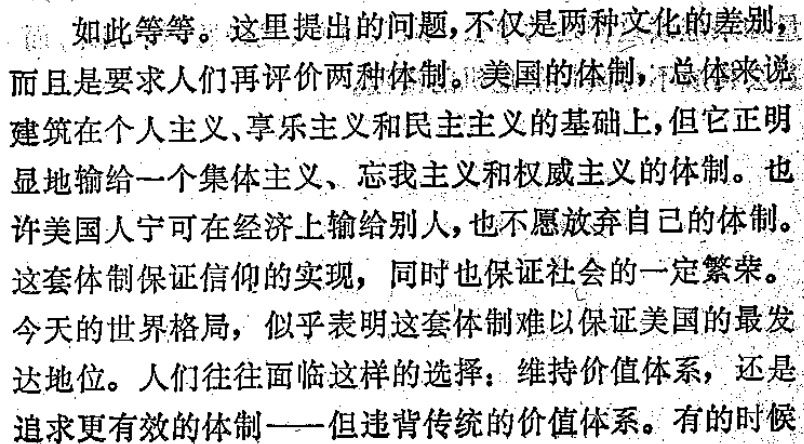 如此等等。这里提出的问题，不仅是两种文化的差别，
而且是要求人们再评价两种体制。美国的体制，总体来说
建筑在个人主义、享乐主义和民主主义的基础上，但它正明
显地输给一个集体主义、忘我主义和权威主义的体制。也
许美国人宁可在经济上输给别人，也不愿放弃自己的体制。
这套体制保证信仰的实现，同时也保证社会的一定繁荣。
今天的世界格局，似乎表明这套体制难以保证美国的最发
达地位。人们往往面临这样的选择：维持价值体系，还是
追求更有效的体制——但违背传统的价值体系。有的时候